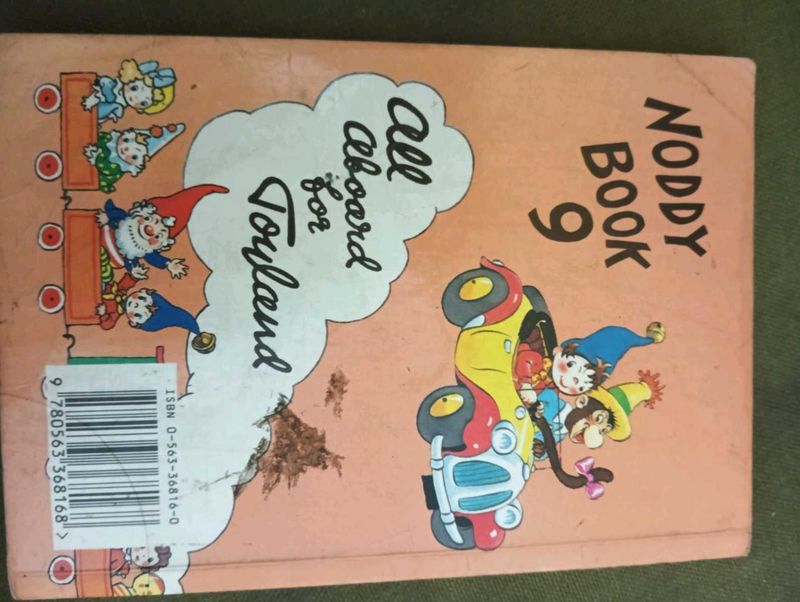 NODDY
BOOK
9
All
Aboard
for
Toyland
ISBN 0-563-36816-0
9 780563 368168 >